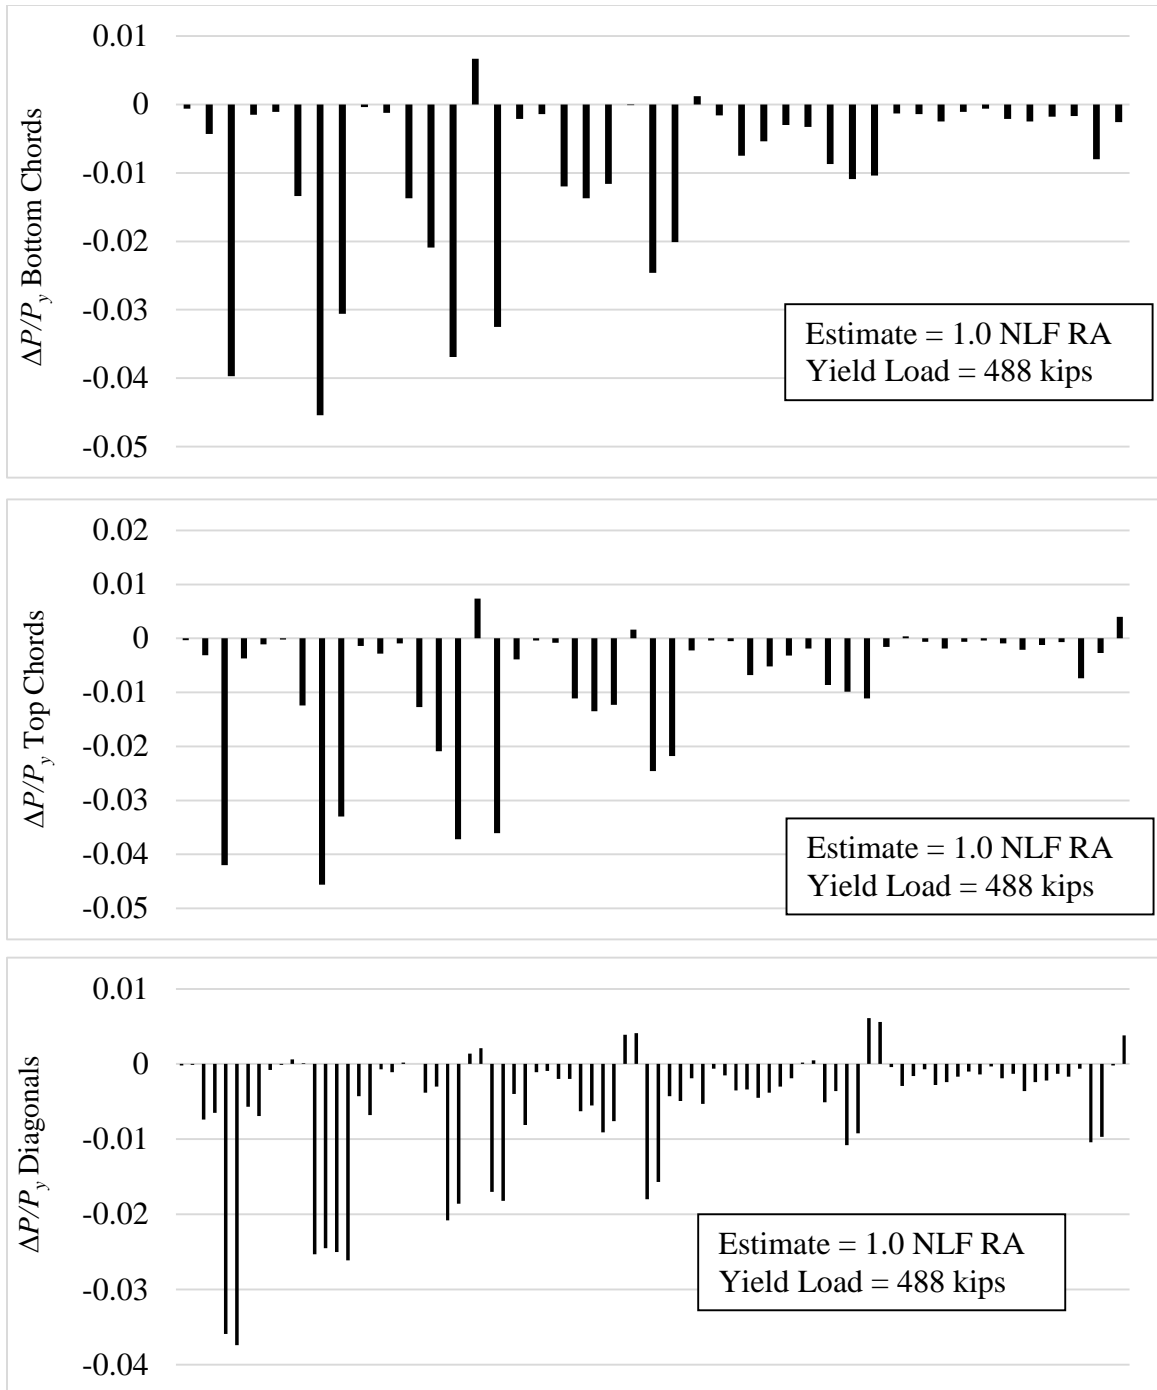 0.01
0
-0.01
-0.02
-0.03
-0.04
-0.05
ΔP/Py Bottom Chords
Estimate = 1.0 NLF RA
Yield Load = 488 kips
0.02
0.01
0
-0.01
-0.02
-0.03
-0.04
-0.05
ΔP/Py Top Chords
Estimate = 1.0 NLF RA
Yield Load = 488 kips
0.01
0
-0.01
-0.02
-0.03
-0.04
ΔP/Py Diagonals
Estimate = 1.0 NLF RA
Yield Load = 488 kips